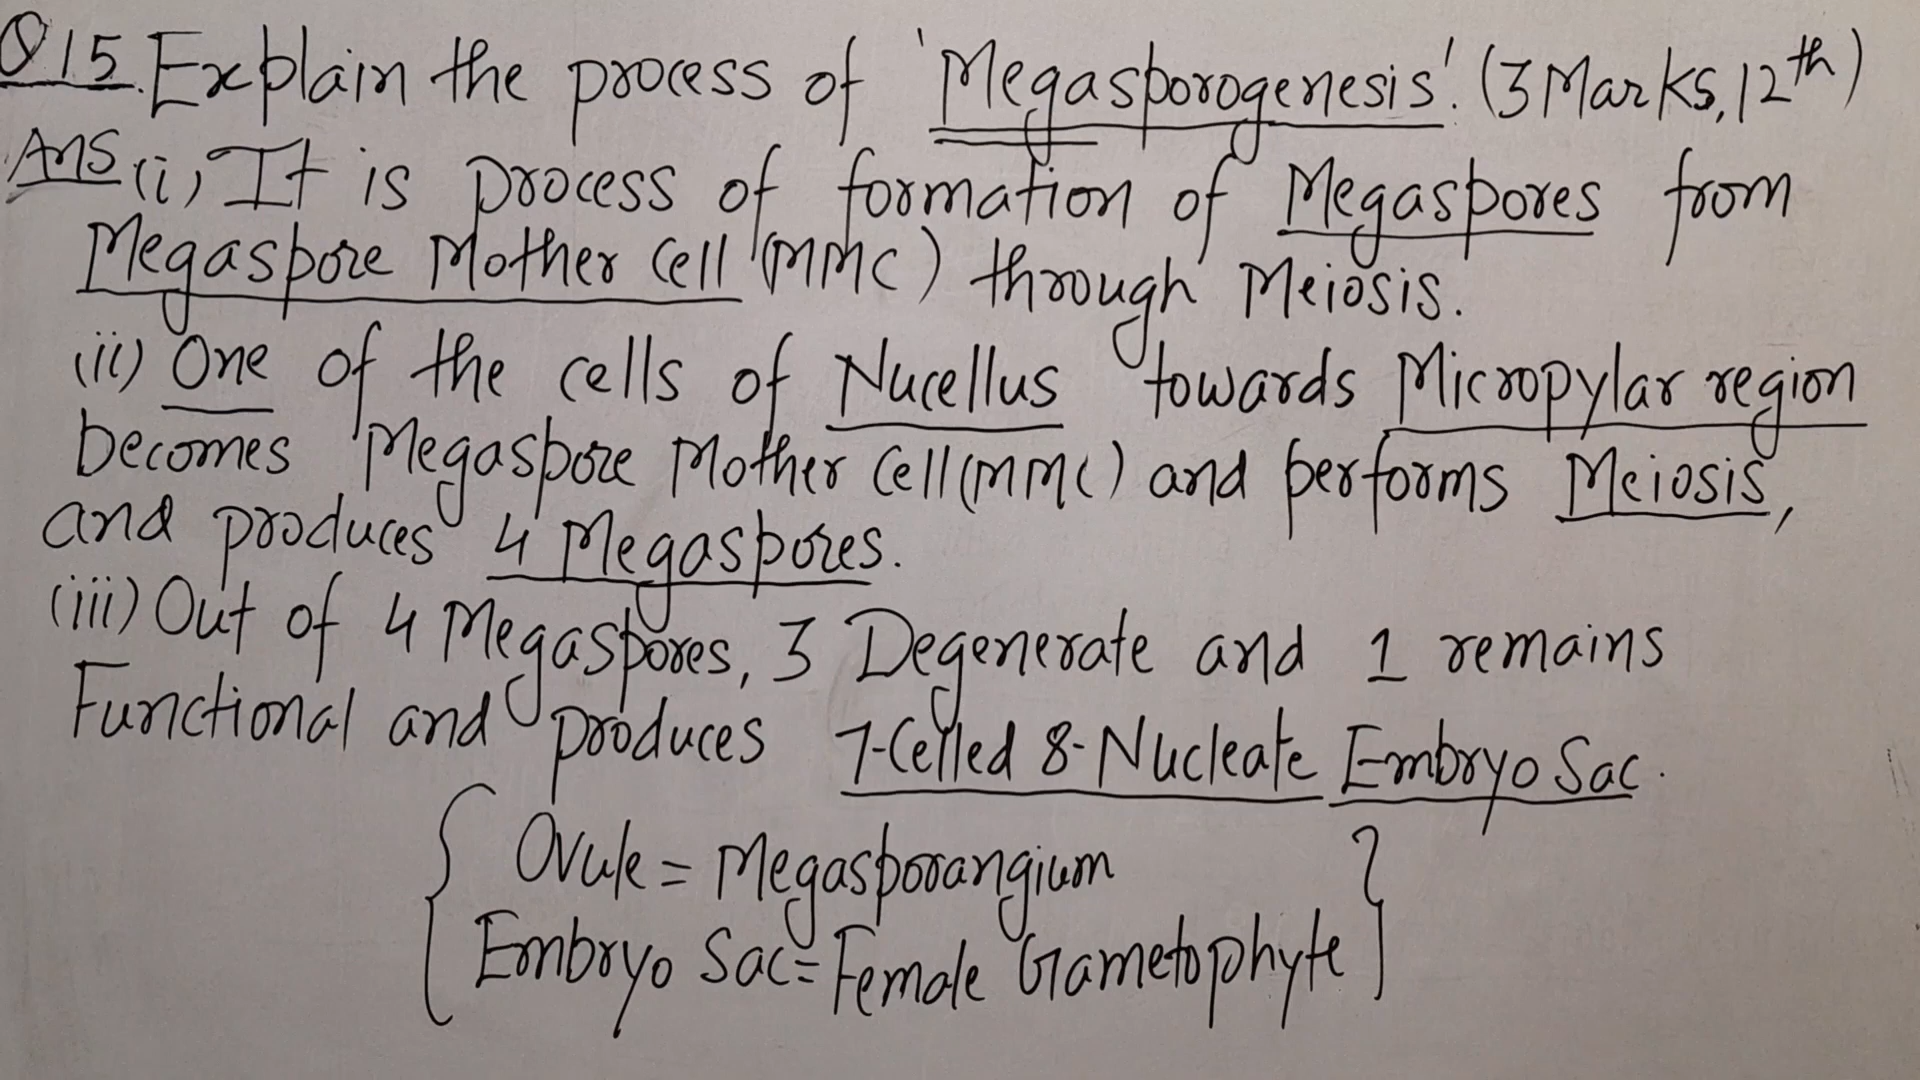 Q15. Explain the process of 'Megasporogenesis'. (3 Marks, 12th)
Ans (i) It is process of formation of Megaspores from
Megaspore Mother Cell (MMC) through Meiosis.
(ii) One of the cells of Nucellus towards Micropylar region
becomes Megaspore Mother Cell (MMC) and performs Meiosis,
and produces 4 Megaspores.
(iii) Out of 4 Megaspores, 3 Degenerate and 1 remains
Functional and produces 7-Celled 8-Nucleate Embryo Sac.
{ Ovule = Megasporangium }
Embryo Sac = Female Gametophyte